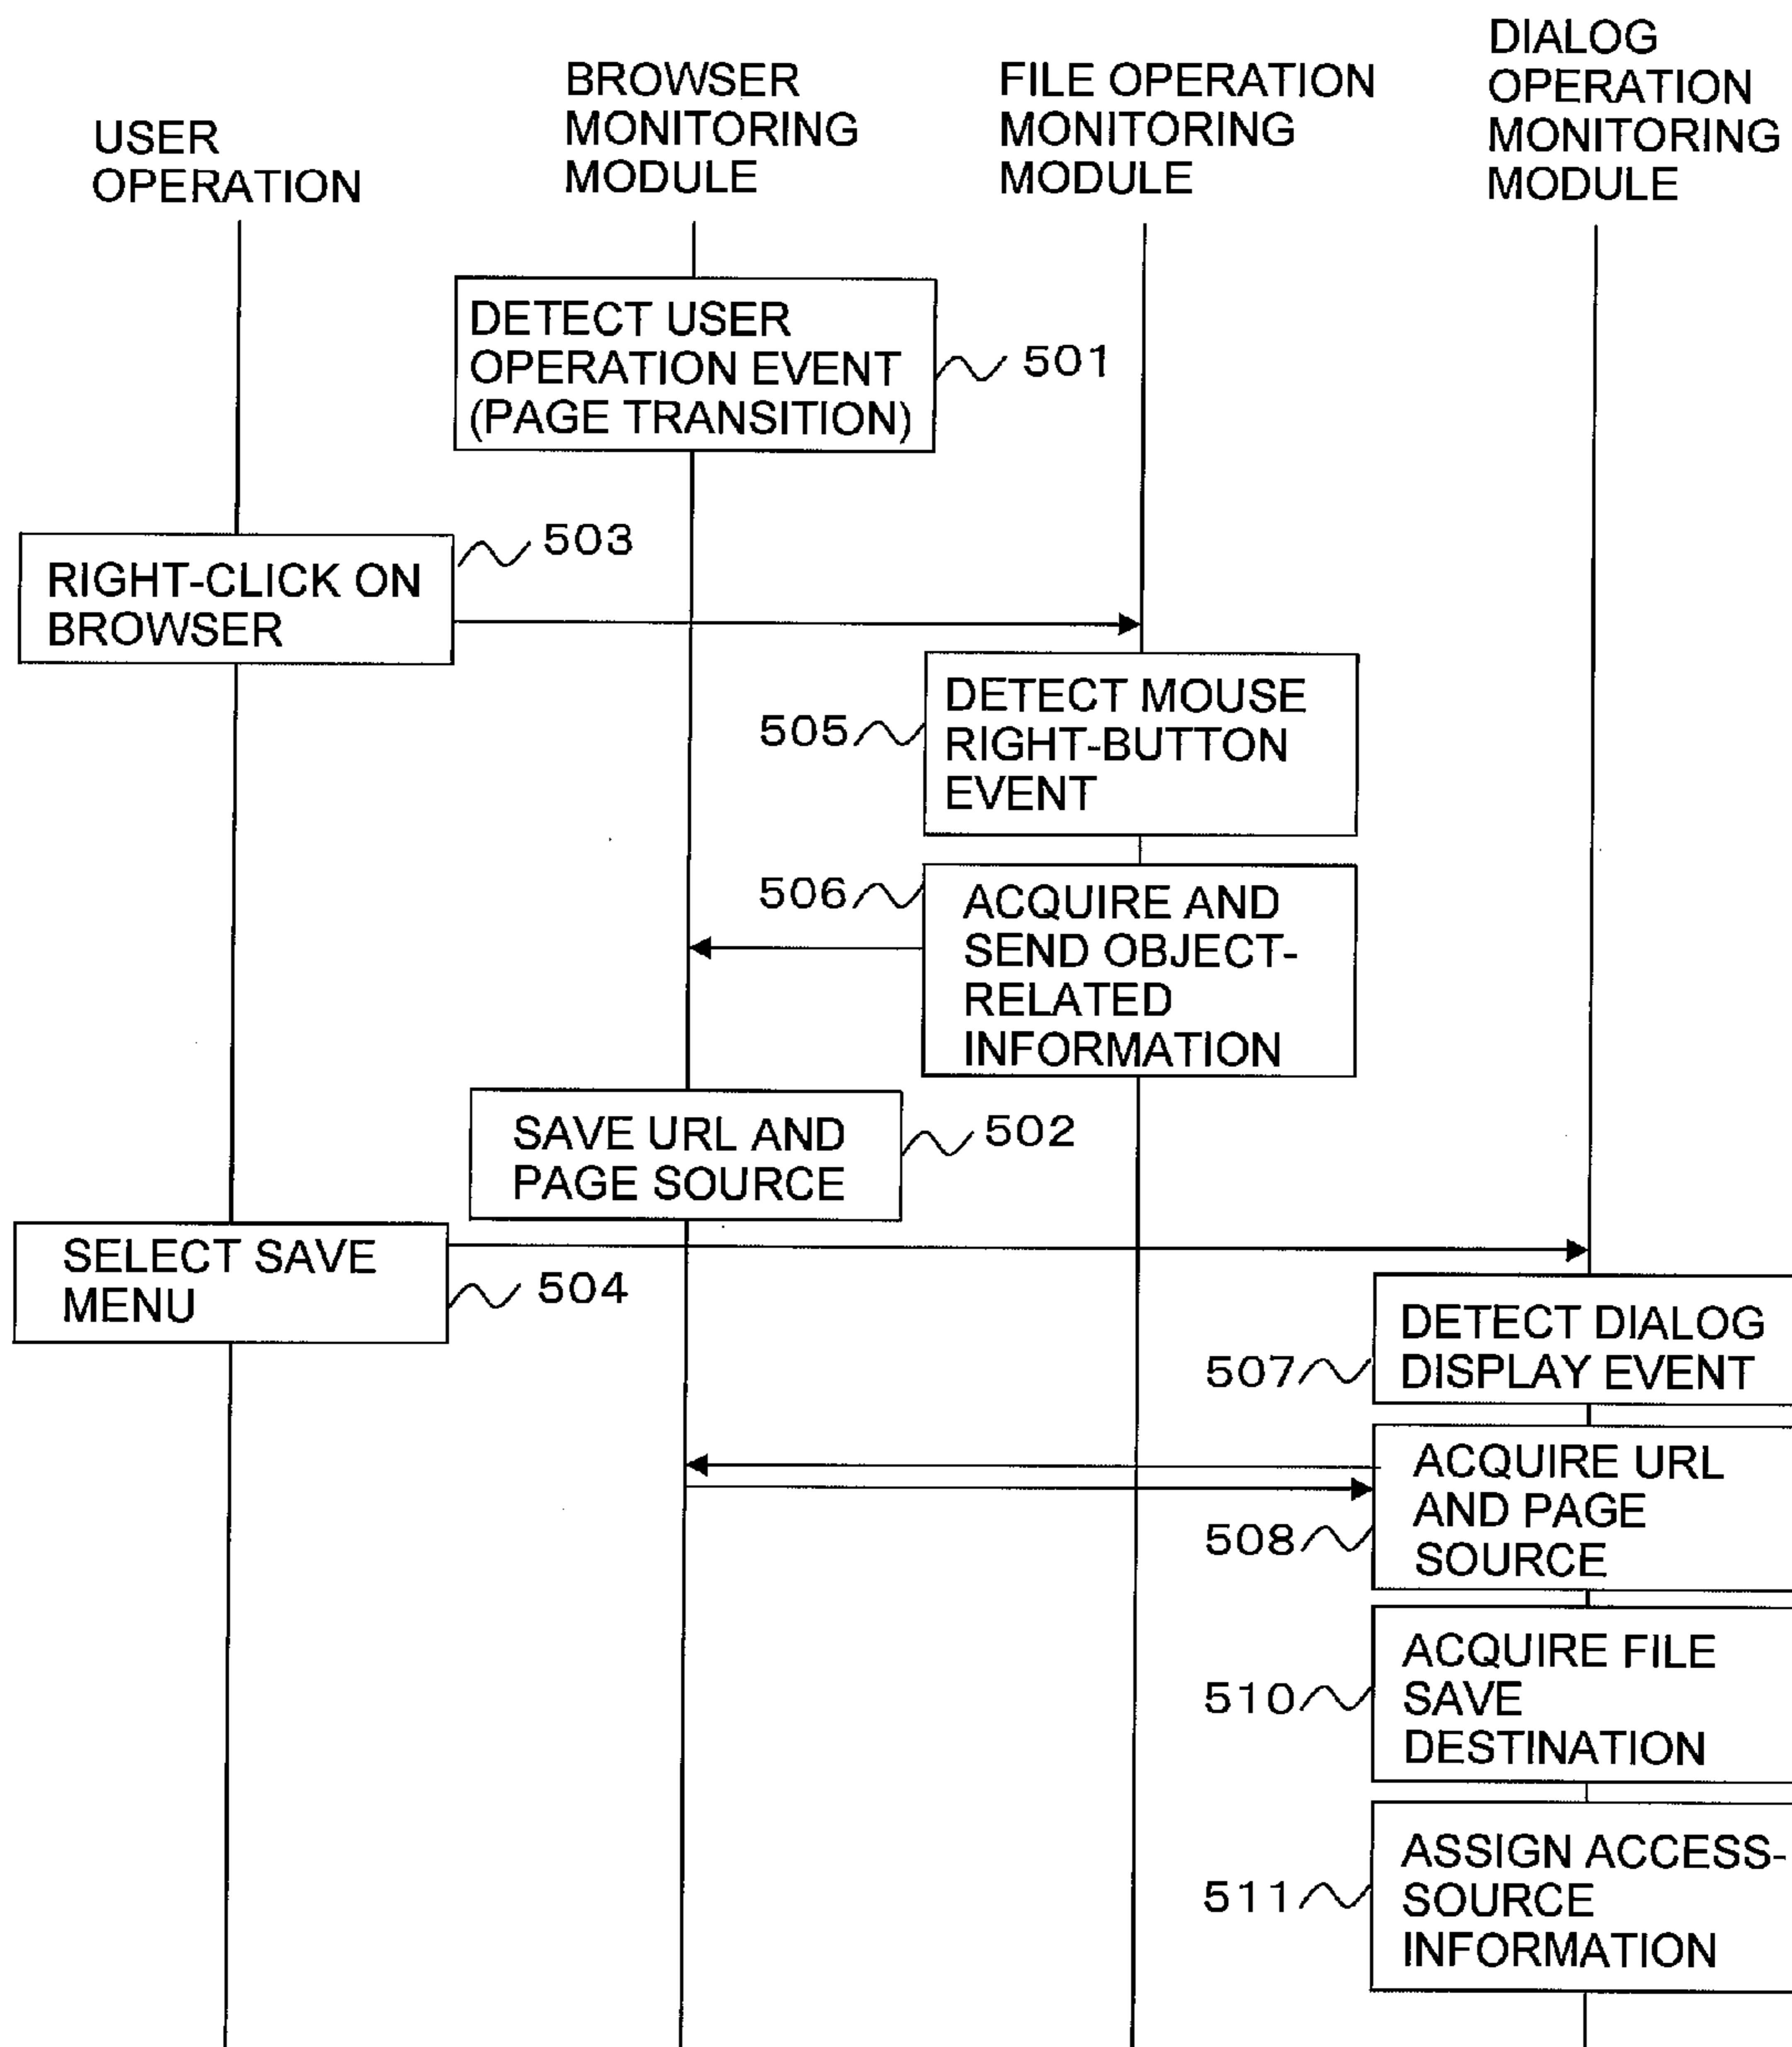 USER
OPERATION
BROWSER
MONITORING
MODULE
FILE OPERATION
MONITORING
MODULE
DIALOG
OPERATION
MONITORING
MODULE
DETECT USER
OPERATION EVENT
(PAGE TRANSITION)
501
503
RIGHT-CLICK ON
BROWSER
505
DETECT MOUSE
RIGHT-BUTTON
EVENT
506
ACQUIRE AND
SEND OBJECT-
RELATED
INFORMATION
SAVE URL AND
PAGE SOURCE
502
SELECT SAVE
MENU
504
507
DETECT DIALOG
DISPLAY EVENT
508
ACQUIRE URL
AND PAGE
SOURCE
510
ACQUIRE FILE
SAVE
DESTINATION
511
ASSIGN ACCESS-
SOURCE
INFORMATION